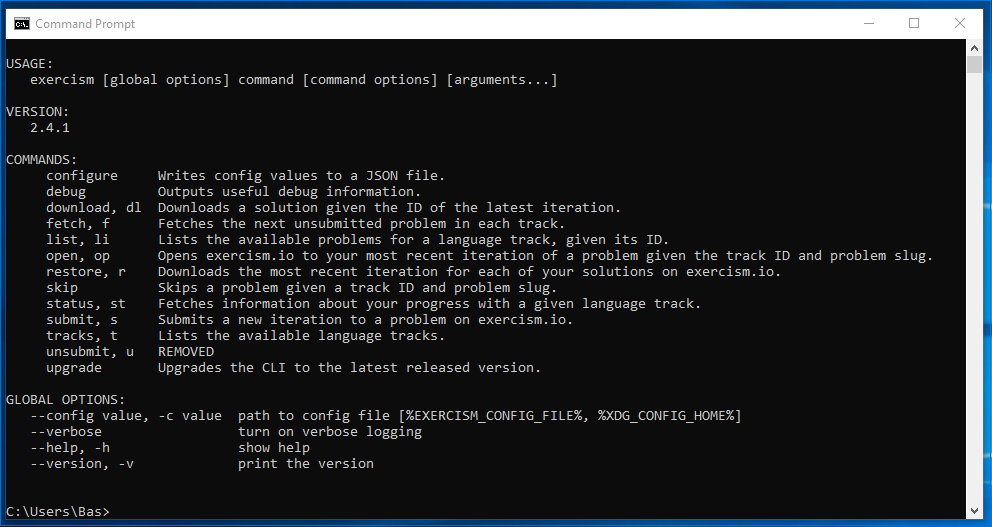 Command Prompt
USAGE:
   exercism [global options] command [command options] [arguments...]
VERSION:
   2.4.1
COMMANDS:
     configure     Writes config values to a JSON file.
     debug         Outputs useful debug information.
     download, dl  Downloads a solution given the ID of the latest iteration.
     fetch, f      Fetches the next unsubmitted problem in each track.
     list, li      Lists the available problems for a language track, given its ID.
     open, op      Opens exercism.io to your most recent iteration of a problem given the track ID and problem slug.
     restore, r    Downloads the most recent iteration for each of your solutions on exercism.io.
     skip          Skips a problem given a track ID and problem slug.
     status, st    Fetches information about your progress with a given language track.
     submit, s     Submits a new iteration to a problem on exercism.io.
     tracks, t     Lists the available language tracks.
     unsubmit, u   REMOVED
     upgrade       Upgrades the CLI to the latest released version.
GLOBAL OPTIONS:
   --config value, -c value  path to config file [%EXERCISM_CONFIG_FILE%, %XDG_CONFIG_HOME%]
   --verbose                 turn on verbose logging
   --help, -h                show help
   --version, -v             print the version
C:\Users\Bas>